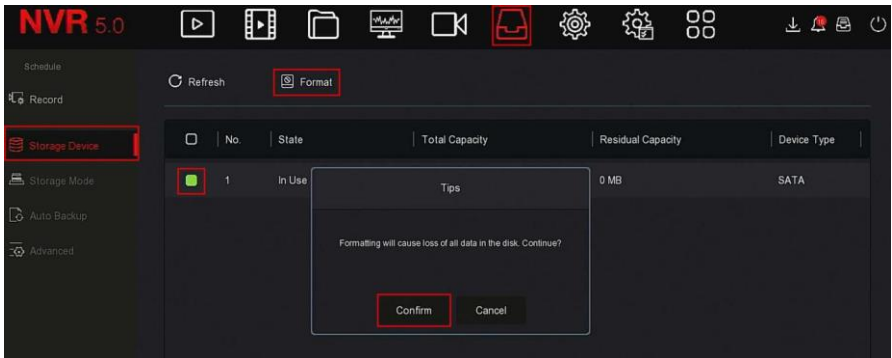 NVR 5.0
Schedule
Record
Storage Device
Storage Mode
Auto Backup
Advanced
Refresh
Format
No. State Total Capacity Residual Capacity Device Type
1 In Use 0 MB SATA
Tips
Formatting will cause loss of all data in the disk. Continue?
Confirm Cancel